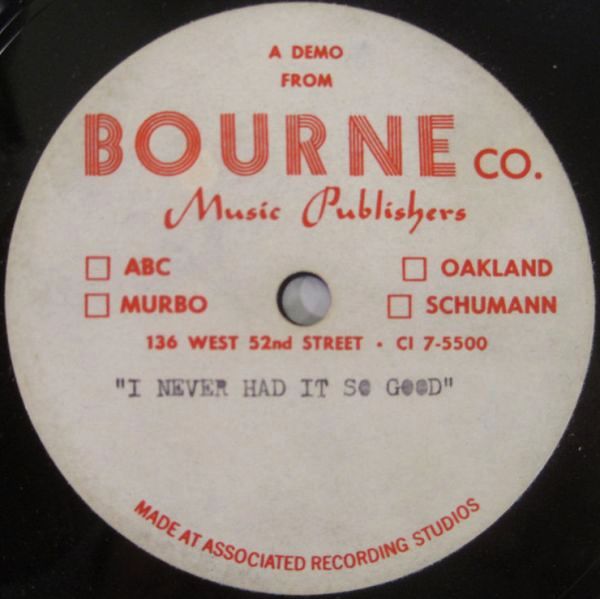 A DEMO
FROM
BOURNE CO.
Music Publishers
ABC OAKLAND
MURBO SCHUMANN
136 WEST 52nd STREET • CI 7-5500
"I NEVER HAD IT SO GOOD"
MADE AT ASSOCIATED RECORDING STUDIOS